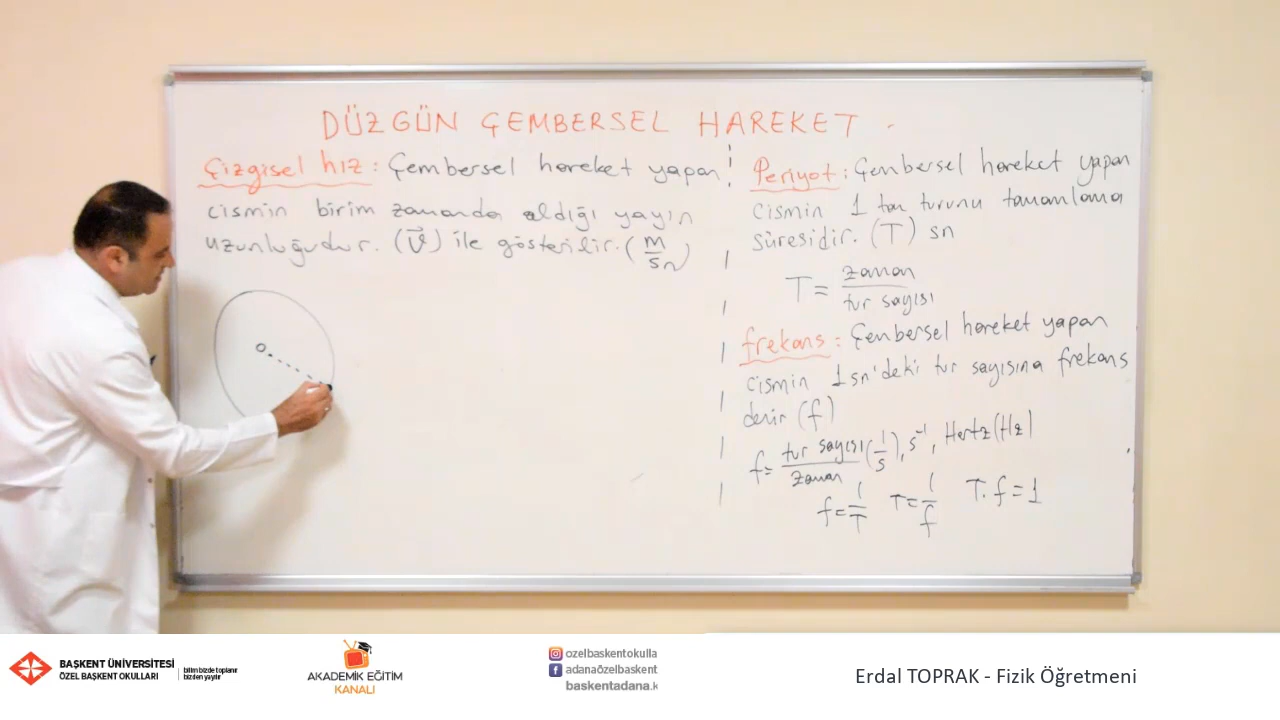 DÜZGÜN ÇEMBERSEL HAREKET.
Çizgisel hız: Çembersel hareket yapan
cismin birim zamanda aldığı yayın
uzunluğudur. (v⃗) ile gösterilir. (m/sn)
O
Periyot: Çembersel hareket yapan
cismin 1 tam turunu tamamlama
süresidir. (T) sn
T = zaman / tur sayısı
frekans: Çembersel hareket yapan
cismin 1sn'deki tur sayısına frekans
denir (f)
f = tur sayısı / zaman (1/s), s⁻¹, Hertz (Hz)
f = 1/T T = 1/f T. f = 1
BAŞKENT ÜNİVERSİTESİ
ÖZEL BAŞKENT OKULLARI
bilim bizde toplanır
bizden yayılır
AKADEMİK EĞİTİM
KANALI
ozelbaskentokulla
adanaözelbaskent
baskentadana.k
Erdal TOPRAK - Fizik Öğretmeni